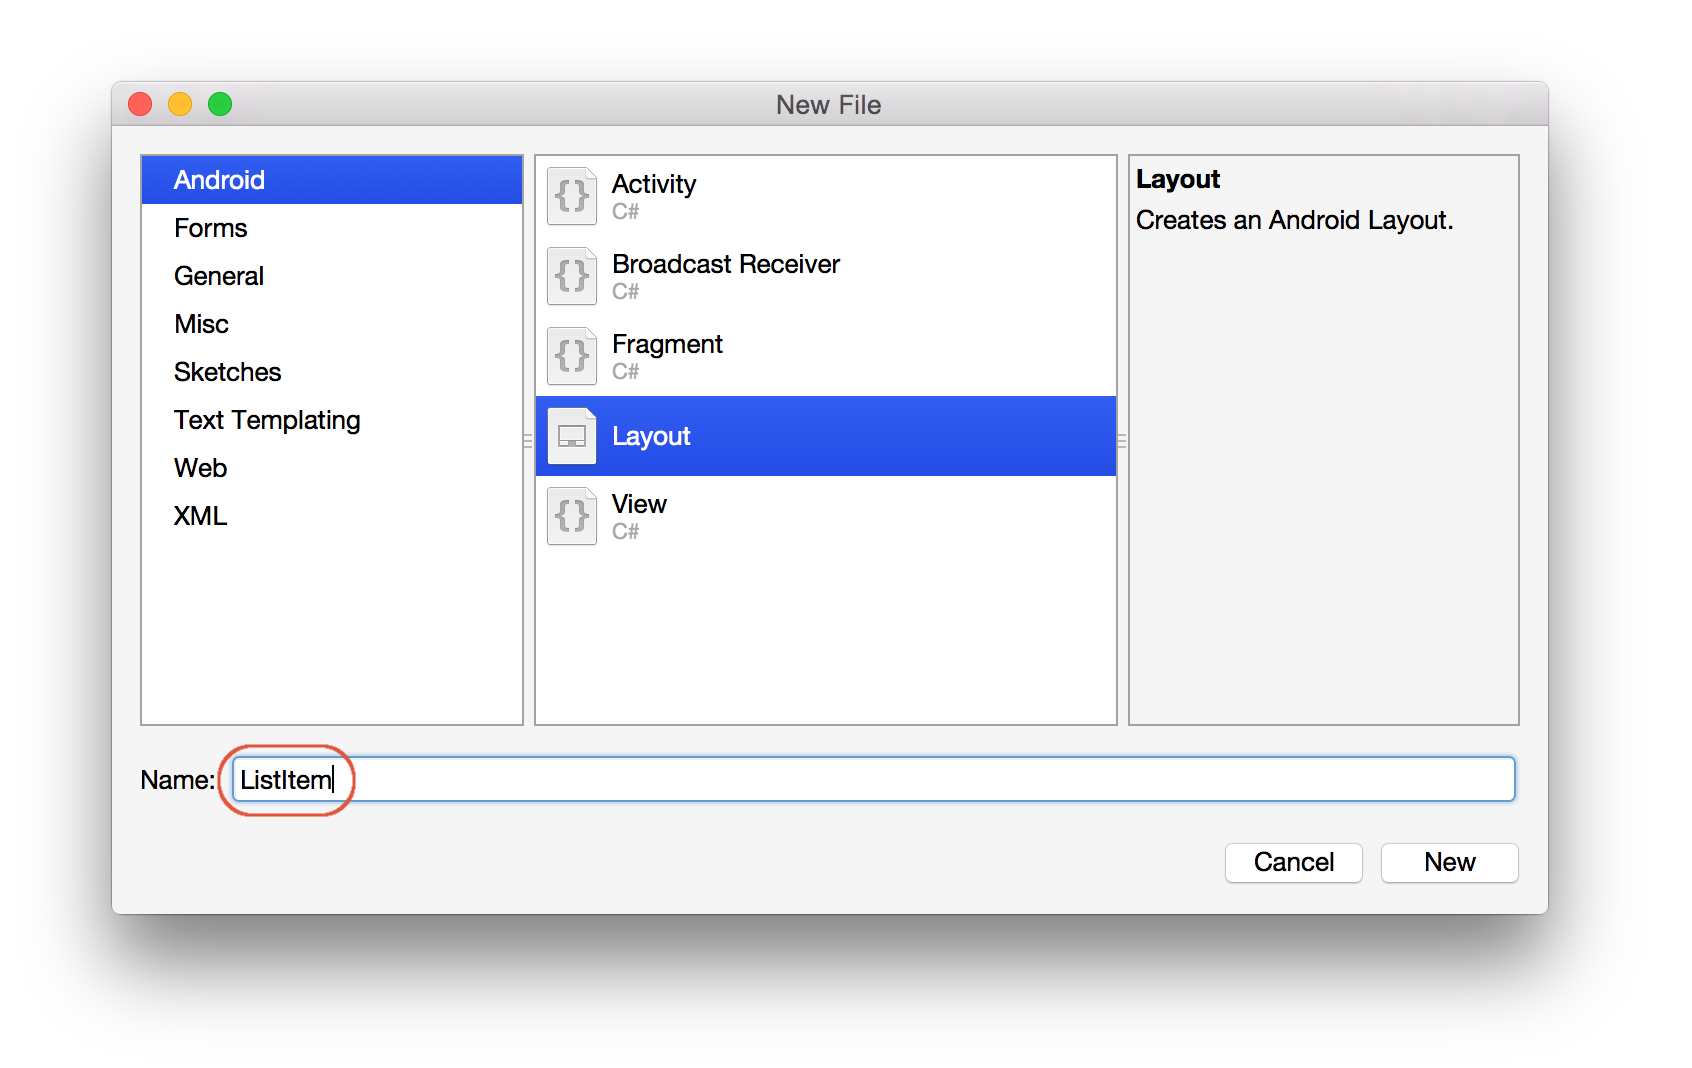 New File
Android
Forms
General
Misc
Sketches
Text Templating
Web
XML
Activity
C#
Broadcast Receiver
C#
Fragment
C#
Layout
View
C#
Layout
Creates an Android Layout.
Name: ListItem
Cancel New